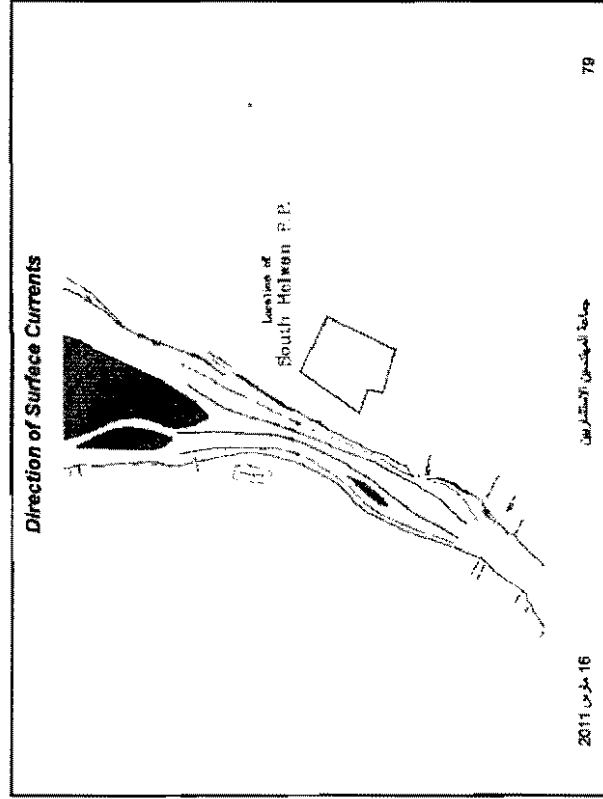 Direction of Surface Currents
Location of
South Helwan P.P.
16 مارس 2011
جماعة المهندسين الاستشاريين
79